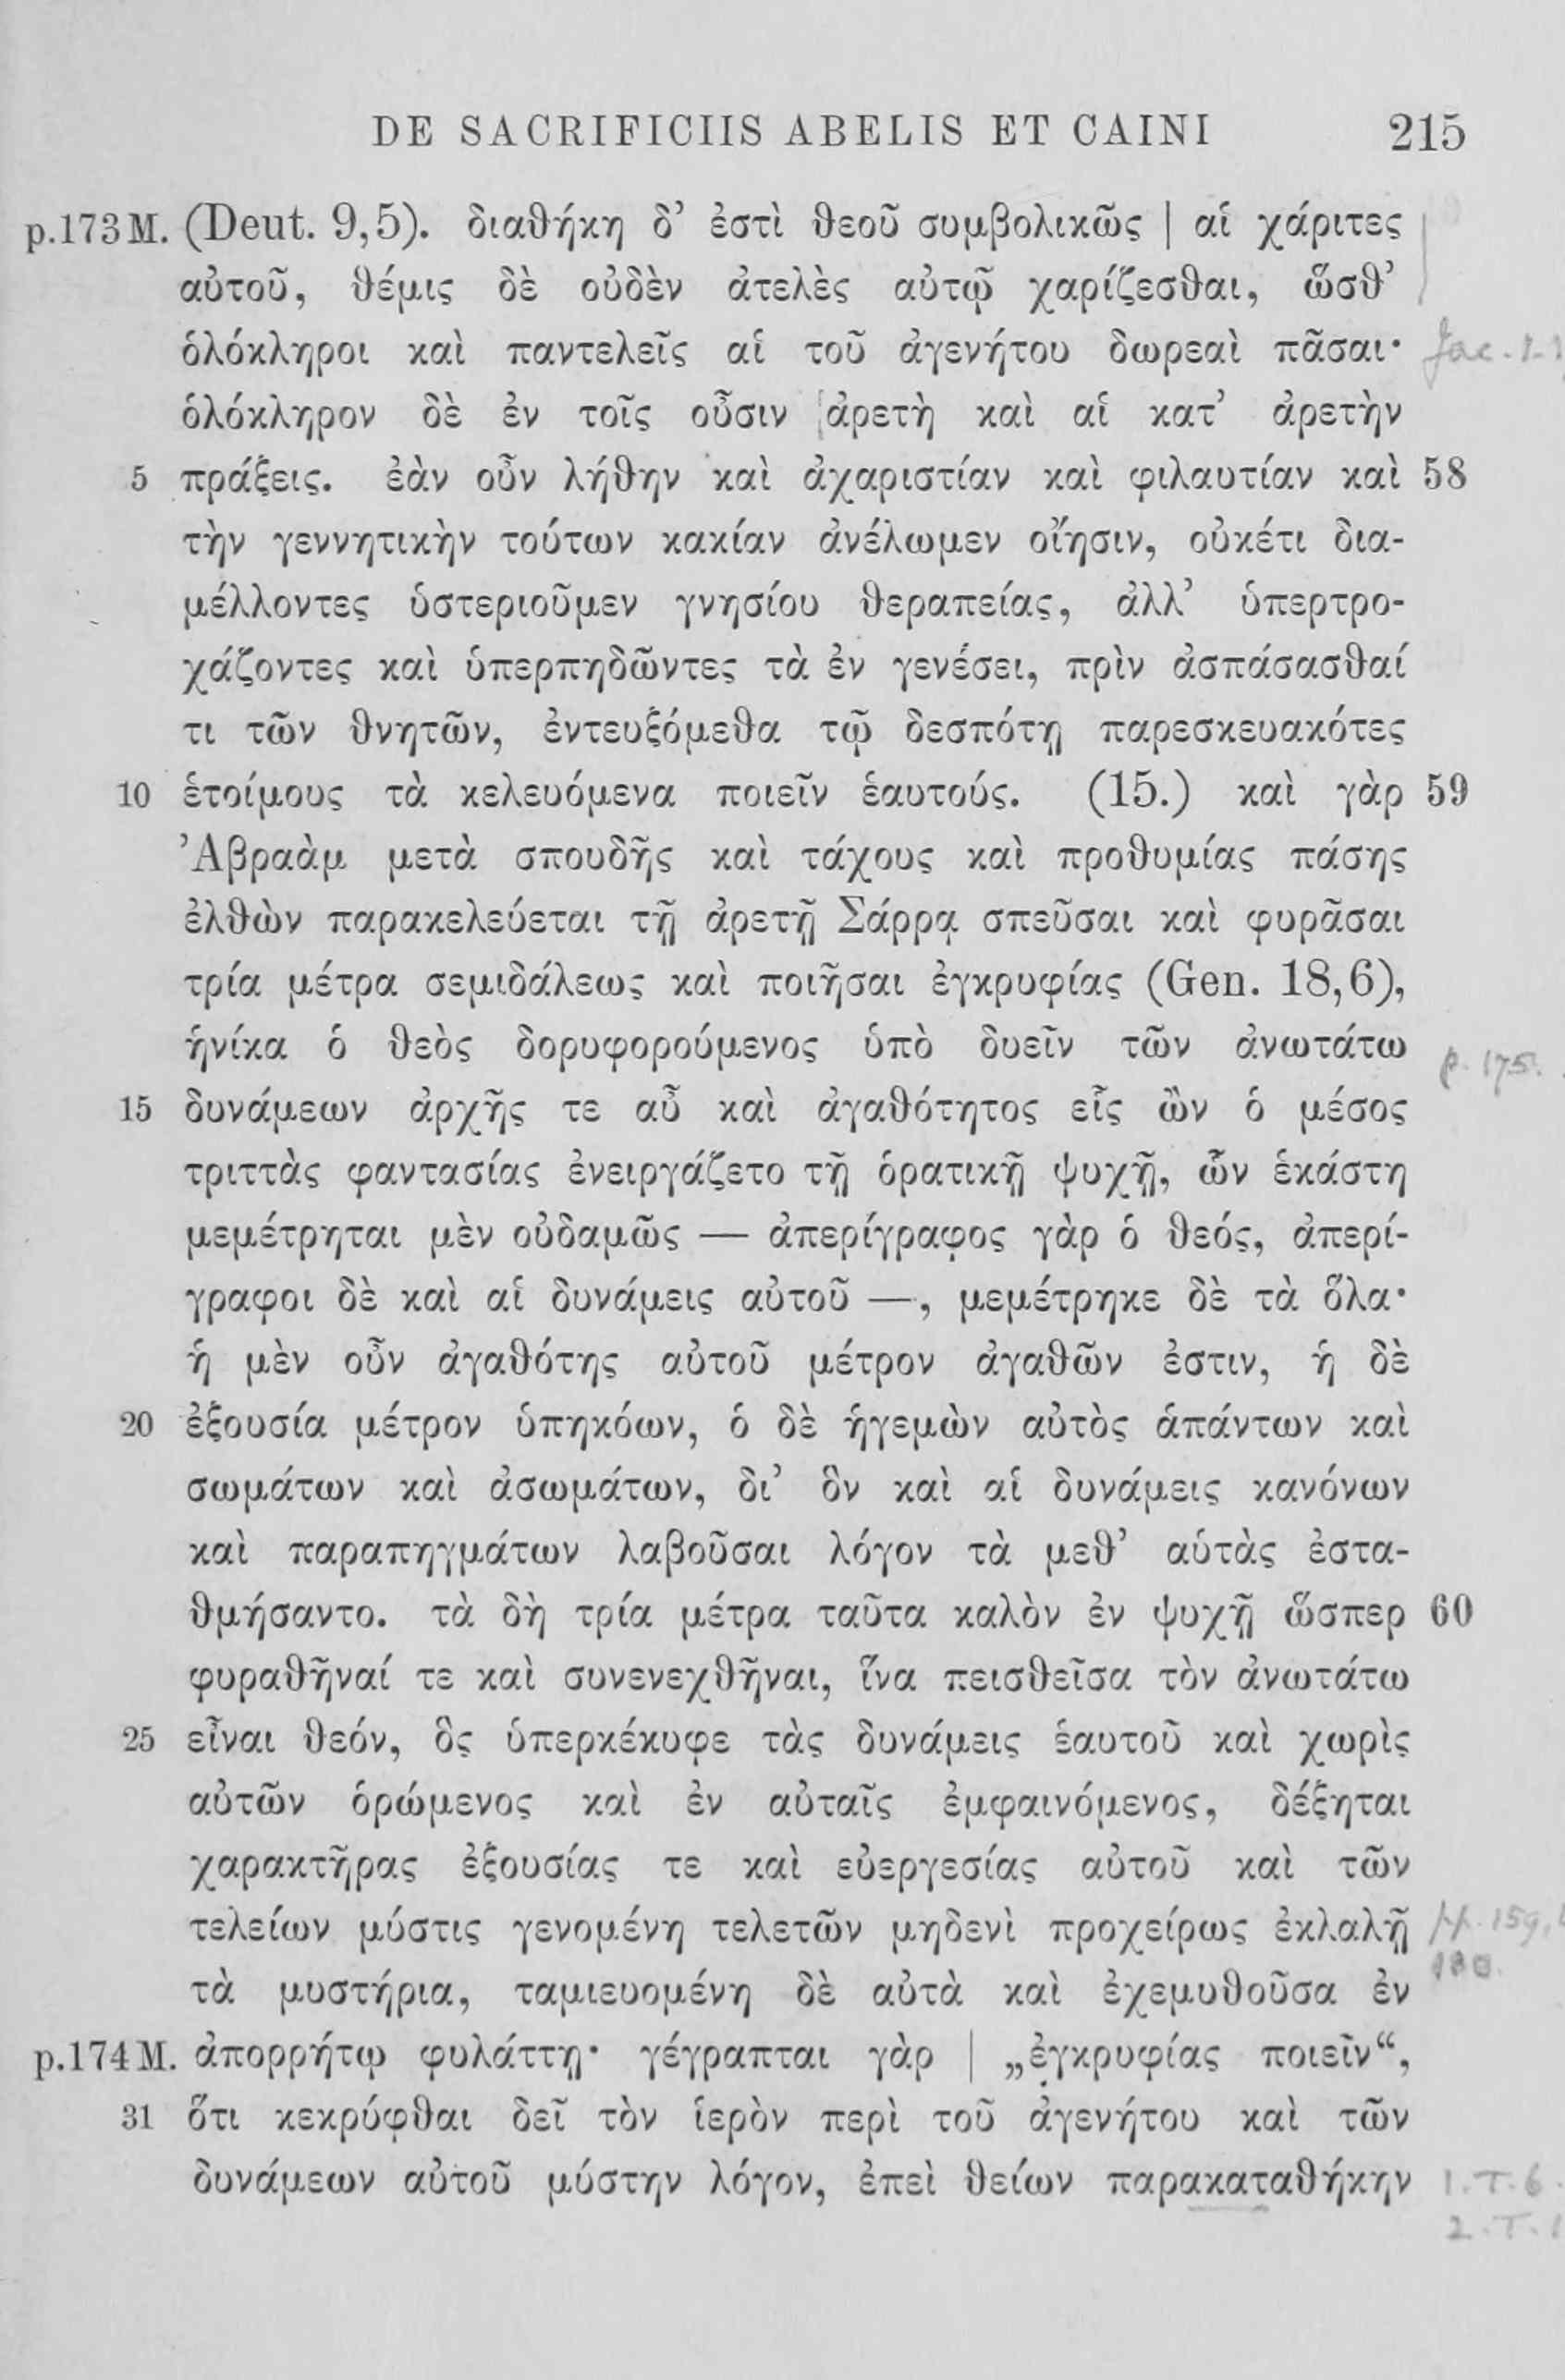 DE SACRIFICIIS ABELIS ET CAINI 215
p.173 M. (Deut. 9,5). διαθήκη δ’ ἐστὶ θεοῦ συμβολικῶς | αἱ χάριτες
αὐτοῦ, θέμις δὲ οὐδὲν ἀτελὲς αὐτῷ χαρίζεσθαι, ὥσθ’
ὁλόκληροι καὶ παντελεῖς αἱ τοῦ ἀγενήτου δωρεαὶ πᾶσαι·
ὁλόκληρον δὲ ἐν τοῖς οὖσιν ἀρετὴ καὶ αἱ κατ’ ἀρετὴν
5 πράξεις. ἐὰν οὖν λήθην καὶ ἀχαριστίαν καὶ φιλαυτίαν καὶ 58
τὴν γεννητικὴν τούτων κακίαν ἀνέλωμεν οἴησιν, οὐκέτι δια-
μέλλοντες ὑστεριοῦμεν γνησίου θεραπείας, ἀλλ’ ὑπερτρο-
χάζοντες καὶ ὑπερπηδῶντες τὰ ἐν γενέσει, πρὶν ἀσπάσασθαί
τι τῶν θνητῶν, ἐντευξόμεθα τῷ δεσπότῃ παρεσκευακότες
10 ἑτοίμους τὰ κελευόμενα ποιεῖν ἑαυτούς. (15.) καὶ γὰρ 59
Ἀβραὰμ μετὰ σπουδῆς καὶ τάχους καὶ προθυμίας πάσης
ἐλθὼν παρακελεύεται τῇ ἀρετῇ Σάρρᾳ σπεῦσαι καὶ φυρᾶσαι
τρία μέτρα σεμιδάλεως καὶ ποιῆσαι ἐγκρυφίας (Gen. 18,6),
ἡνίκα ὁ θεὸς δορυφορούμενος ὑπὸ δυεῖν τῶν ἀνωτάτω
15 δυνάμεων ἀρχῆς τε αὖ καὶ ἀγαθότητος εἷς ὢν ὁ μέσος
τριττὰς φαντασίας ἐνειργάζετο τῇ ὁρατικῇ ψυχῇ, ὧν ἑκάστη
μεμέτρηται μὲν οὐδαμῶς — ἀπερίγραφος γὰρ ὁ θεός, ἀπερί-
γραφοι δὲ καὶ αἱ δυνάμεις αὐτοῦ —, μεμέτρηκε δὲ τὰ ὅλα·
ἡ μὲν οὖν ἀγαθότης αὐτοῦ μέτρον ἀγαθῶν ἐστιν, ἡ δὲ
20 ἐξουσία μέτρον ὑπηκόων, ὁ δὲ ἡγεμὼν αὐτὸς ἁπάντων καὶ
σωμάτων καὶ ἀσωμάτων, δι’ ὃν καὶ αἱ δυνάμεις κανόνων
καὶ παραπηγμάτων λαβοῦσαι λόγον τὰ μεθ’ αὑτὰς ἐστα-
θμήσαντο. τὰ δὴ τρία μέτρα ταῦτα καλὸν ἐν ψυχῇ ὥσπερ 60
φυραθῆναί τε καὶ συνενεχθῆναι, ἵνα πεισθεῖσα τὸν ἀνωτάτω
25 εἶναι θεόν, ὃς ὑπερκέκυφε τὰς δυνάμεις ἑαυτοῦ καὶ χωρὶς
αὐτῶν ὁρώμενος καὶ ἐν αὐταῖς ἐμφαινόμενος, δέξηται
χαρακτῆρας ἐξουσίας τε καὶ εὐεργεσίας αὐτοῦ καὶ τῶν
τελείων μύστις γενομένη τελετῶν μηδενὶ προχείρως ἐκλαλῇ
τὰ μυστήρια, ταμιευομένη δὲ αὐτὰ καὶ ἐχεμυθοῦσα ἐν
p.174 M. ἀπορρήτῳ φυλάττῃ· γέγραπται γὰρ | „ἐγκρυφίας ποιεῖν“,
31 ὅτι κεκρύφθαι δεῖ τὸν ἱερὸν περὶ τοῦ ἀγενήτου καὶ τῶν
δυνάμεων αὐτοῦ μύστην λόγον, ἐπεὶ θείων παρακαταθήκην
p. 175.
pp. 159,
1. T. 6
2. T. 1